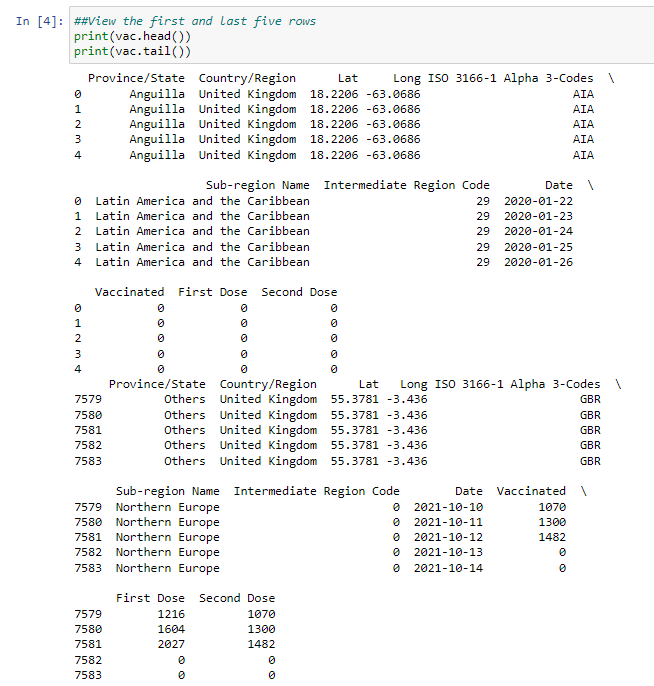 In [4]: ##View the first and last five rows
print(vac.head())
print(vac.tail())
Province/State Country/Region Lat Long ISO 3166-1 Alpha 3-Codes \
0 Anguilla United Kingdom 18.2206 -63.0686 AIA
1 Anguilla United Kingdom 18.2206 -63.0686 AIA
2 Anguilla United Kingdom 18.2206 -63.0686 AIA
3 Anguilla United Kingdom 18.2206 -63.0686 AIA
4 Anguilla United Kingdom 18.2206 -63.0686 AIA
Sub-region Name Intermediate Region Code Date \
0 Latin America and the Caribbean 29 2020-01-22
1 Latin America and the Caribbean 29 2020-01-23
2 Latin America and the Caribbean 29 2020-01-24
3 Latin America and the Caribbean 29 2020-01-25
4 Latin America and the Caribbean 29 2020-01-26
Vaccinated First Dose Second Dose
0 0 0 0
1 0 0 0
2 0 0 0
3 0 0 0
4 0 0 0
Province/State Country/Region Lat Long ISO 3166-1 Alpha 3-Codes \
7579 Others United Kingdom 55.3781 -3.436 GBR
7580 Others United Kingdom 55.3781 -3.436 GBR
7581 Others United Kingdom 55.3781 -3.436 GBR
7582 Others United Kingdom 55.3781 -3.436 GBR
7583 Others United Kingdom 55.3781 -3.436 GBR
Sub-region Name Intermediate Region Code Date Vaccinated \
7579 Northern Europe 0 2021-10-10 1070
7580 Northern Europe 0 2021-10-11 1300
7581 Northern Europe 0 2021-10-12 1482
7582 Northern Europe 0 2021-10-13 0
7583 Northern Europe 0 2021-10-14 0
First Dose Second Dose
7579 1216 1070
7580 1604 1300
7581 2027 1482
7582 0 0
7583 0 0